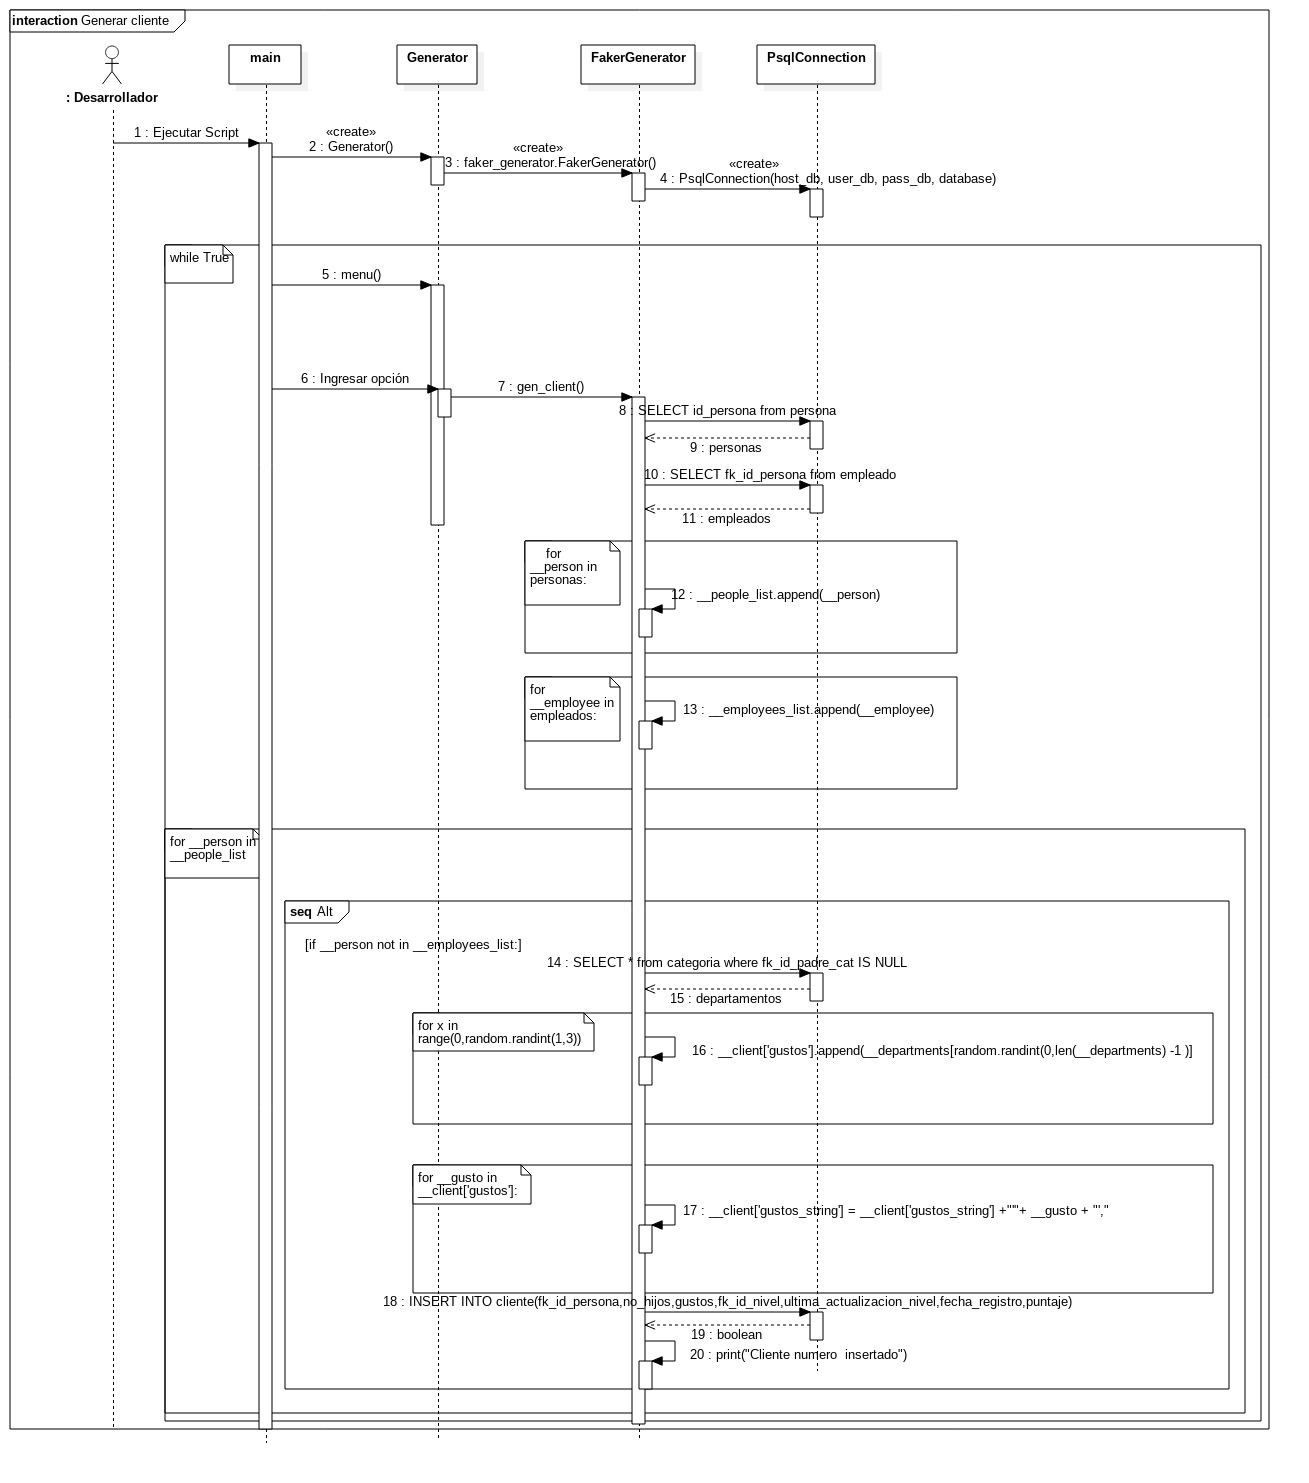 interaction Generar cliente
: Desarrollador
main
Generator
FakerGenerator
PsqlConnection
1 : Ejecutar Script
«create»
2 : Generator()
«create»
3 : faker_generator.FakerGenerator()
«create»
4 : PsqlConnection(host_db, user_db, pass_db, database)
while True
5 : menu()
6 : Ingresar opción
7 : gen_client()
8 : SELECT id_persona from persona
9 : personas
10 : SELECT fk_id_persona from empleado
11 : empleados
for
__person in
personas:
12 : __people_list.append(__person)
for
__employee in
empleados:
13 : __employees_list.append(__employee)
for __person in
__people_list
seq Alt
[if __person not in __employees_list:]
14 : SELECT * from categoria where fk_id_padre_cat IS NULL
15 : departamentos
for x in
range(0,random.randint(1,3))
16 : __client['gustos'].append(__departments[random.randint(0,len(__departments) -1 )]
for __gusto in
__client['gustos']:
17 : __client['gustos_string'] = __client['gustos_string'] +"'"+ __gusto + "',"
18 : INSERT INTO cliente(fk_id_persona,no_hijos,gustos,fk_id_nivel,ultima_actualizacion_nivel,fecha_registro,puntaje)
19 : boolean
20 : print("Cliente numero  insertado")